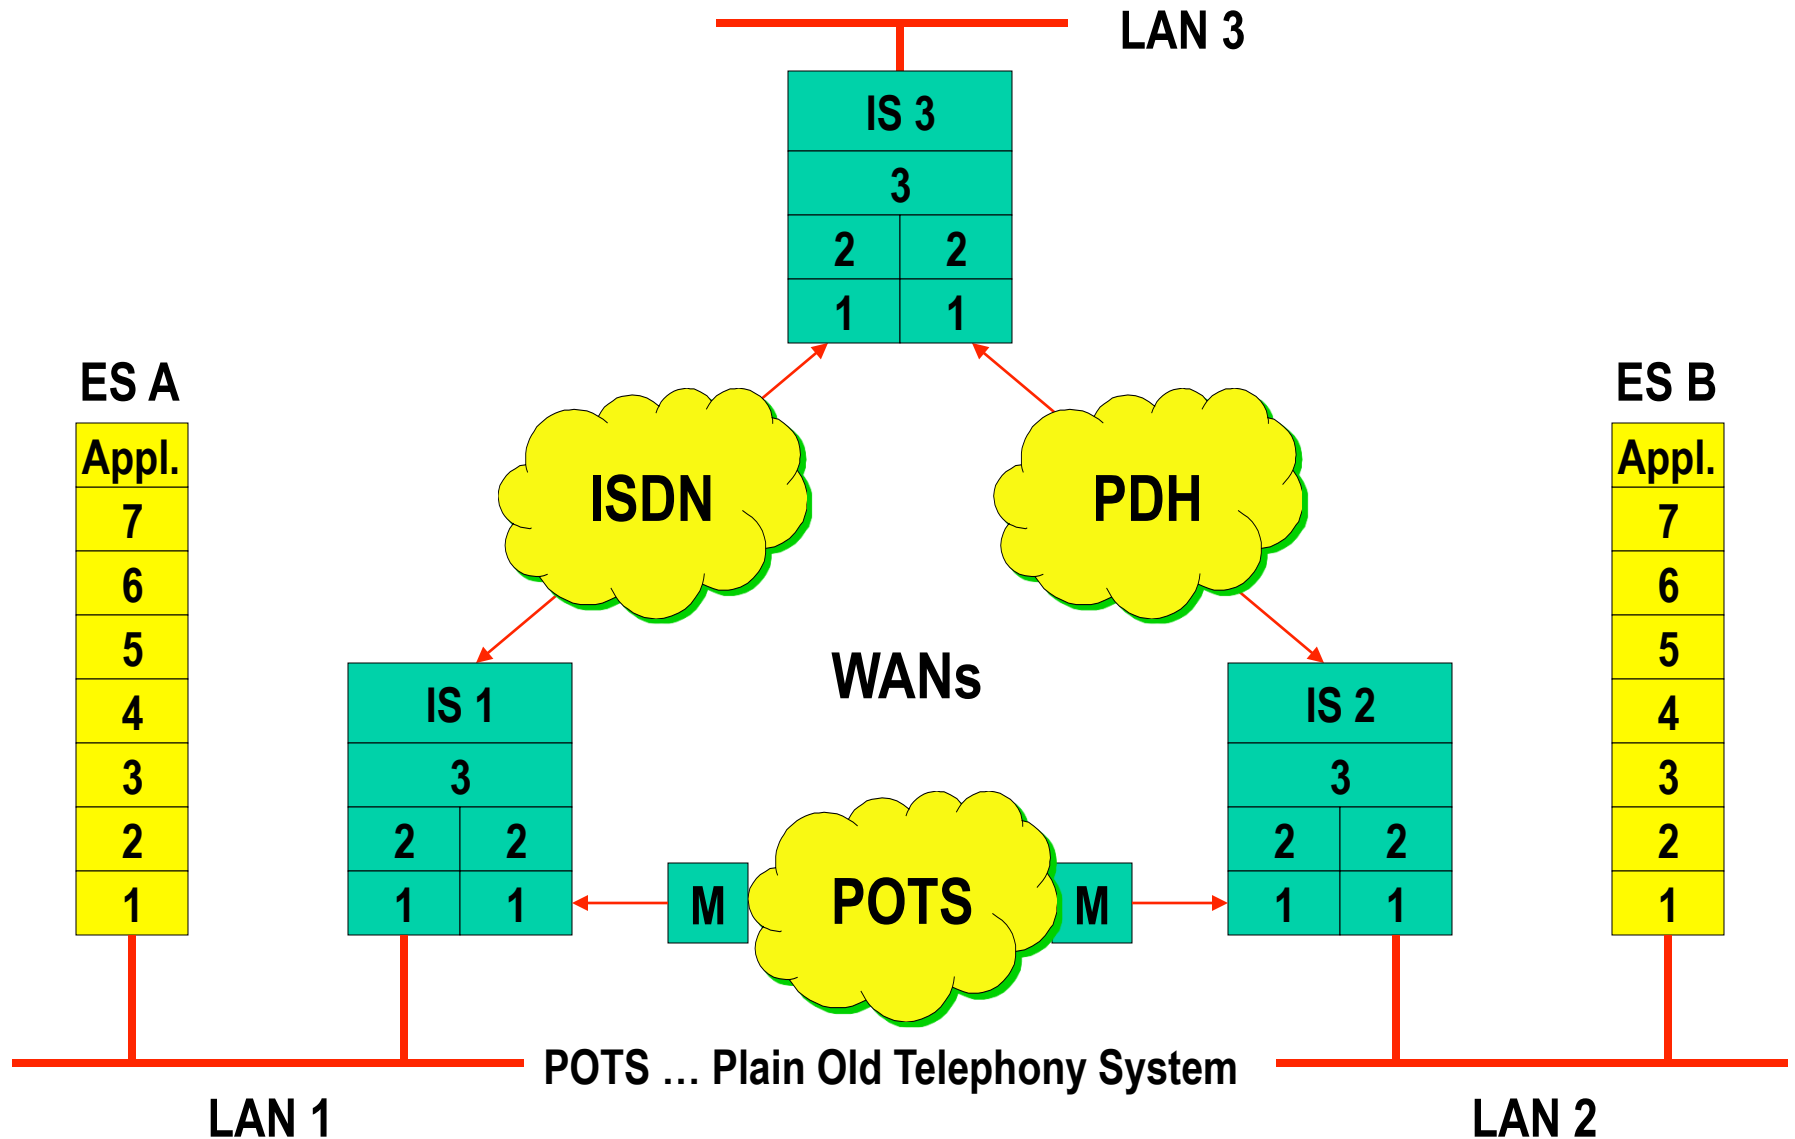 LAN 3
IS 3
3
2 2
1 1
ES A
Appl.
7
6
5
4
3
2
1
ISDN
PDH
ES B
Appl.
7
6
5
4
3
2
1
WANs
IS 1
3
2 2
1 1
M
POTS
M
IS 2
3
2 2
1 1
POTS … Plain Old Telephony System
LAN 1
LAN 2